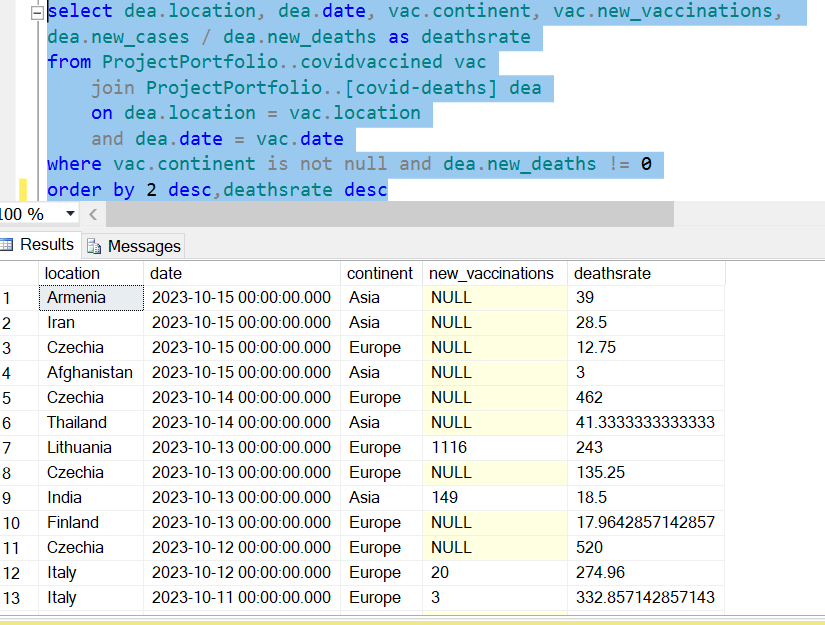 select dea.location, dea.date, vac.continent, vac.new_vaccinations,
dea.new_cases / dea.new_deaths as deathsrate
from ProjectPortfolio..covidvaccined vac
join ProjectPortfolio..[covid-deaths] dea
on dea.location = vac.location
and dea.date = vac.date
where vac.continent is not null and dea.new_deaths != 0
order by 2 desc,deathsrate desc
100 %
Results Messages
location date continent new_vaccinations deathsrate
1 Armenia 2023-10-15 00:00:00.000 Asia NULL 39
2 Iran 2023-10-15 00:00:00.000 Asia NULL 28.5
3 Czechia 2023-10-15 00:00:00.000 Europe NULL 12.75
4 Afghanistan 2023-10-15 00:00:00.000 Asia NULL 3
5 Czechia 2023-10-14 00:00:00.000 Europe NULL 462
6 Thailand 2023-10-14 00:00:00.000 Asia NULL 41.3333333333333
7 Lithuania 2023-10-13 00:00:00.000 Europe 1116 243
8 Czechia 2023-10-13 00:00:00.000 Europe NULL 135.25
9 India 2023-10-13 00:00:00.000 Asia 149 18.5
10 Finland 2023-10-13 00:00:00.000 Europe NULL 17.9642857142857
11 Czechia 2023-10-12 00:00:00.000 Europe NULL 520
12 Italy 2023-10-12 00:00:00.000 Europe 20 274.96
13 Italy 2023-10-11 00:00:00.000 Europe 3 332.857142857143